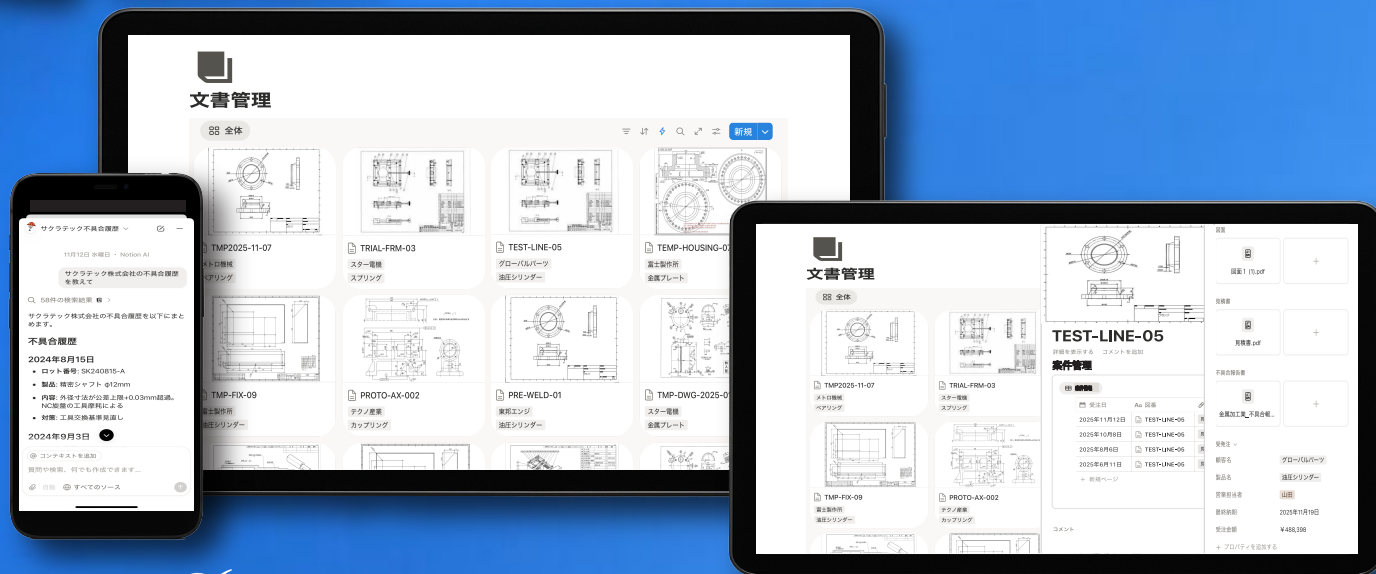 文書管理
全体
新規
TMP2025-11-07
メトロ機械
ベアリング
TRIAL-FRM-03
スター電機
スプリング
TEST-LINE-05
グローバルパーツ
油圧シリンダー
TEMP-HOUSING-07
富士製作所
金属プレート
TMP-FIX-09
富士製作所
油圧シリンダー
PROTO-AX-002
テクノ産業
カップリング
PRE-WELD-01
東邦エンジ
油圧シリンダー
TMP-DWG-2025-01
スター電機
金属プレート
サクラテック不具合履歴
11月12日 水曜日 • Notion AI
サクラテック株式会社の不具合履歴
を教えて
58件の検索結果
サクラテック株式会社の不具合履歴を以下にまと
めます。
不具合履歴
2024年8月15日
• ロット番号: SK240815-A
• 製品: 精密シャフト φ12mm
• 内容: 外径寸法が公差上限+0.03mm超過。
NC旋盤の工具摩耗による
• 対策: 工具交換基準見直し
2024年9月3日
@ コンテキストを追加
質問や検索、何でも作成できます...
自動 すべてのソース
文書管理
全体
TMP2025-11-07
メトロ機械
ベアリング
TRIAL-FRM-03
スター電機
スプリング
TMP-FIX-09
富士製作所
油圧シリンダー
PROTO-AX-002
テクノ産業
カップリング
TEST-LINE-05
詳細を表示する コメントを追加
案件管理
案件管理
受注日 Aa 図番
2025年11月12日 TEST-LINE-05
2025年10月8日 TEST-LINE-05
2025年8月6日 TEST-LINE-05
2025年6月11日 TEST-LINE-05
+ 新規ページ
コメント
図面
図面 1 (1).pdf
+
見積書
見積書.pdf
+
不具合報告書
金属加工業_不具合報...
+
受発注
顧客名 グローバルパーツ
製品名 油圧シリンダー
営業担当者 山田
最終納期 2025年11月19日
受注金額 ¥488,398
+ プロパティを追加する